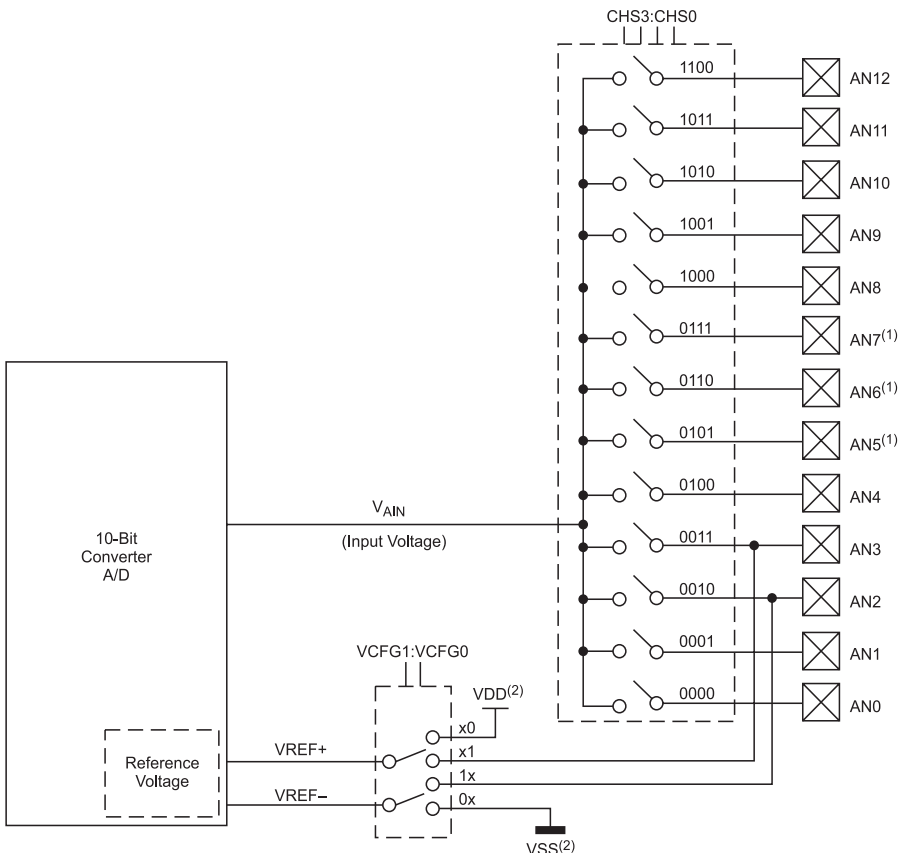 CHS3:CHS0
1100 AN12
1011 AN11
1010 AN10
1001 AN9
1000 AN8
0111 AN7(1)
0110 AN6(1)
0101 AN5(1)
0100 AN4
0011 AN3
0010 AN2
0001 AN1
0000 AN0
VAIN
(Input Voltage)
10-Bit
Converter
A/D
VCFG1:VCFG0
VDD(2)
x0
x1
1x
0x
VREF+
VREF–
Reference
Voltage
VSS(2)